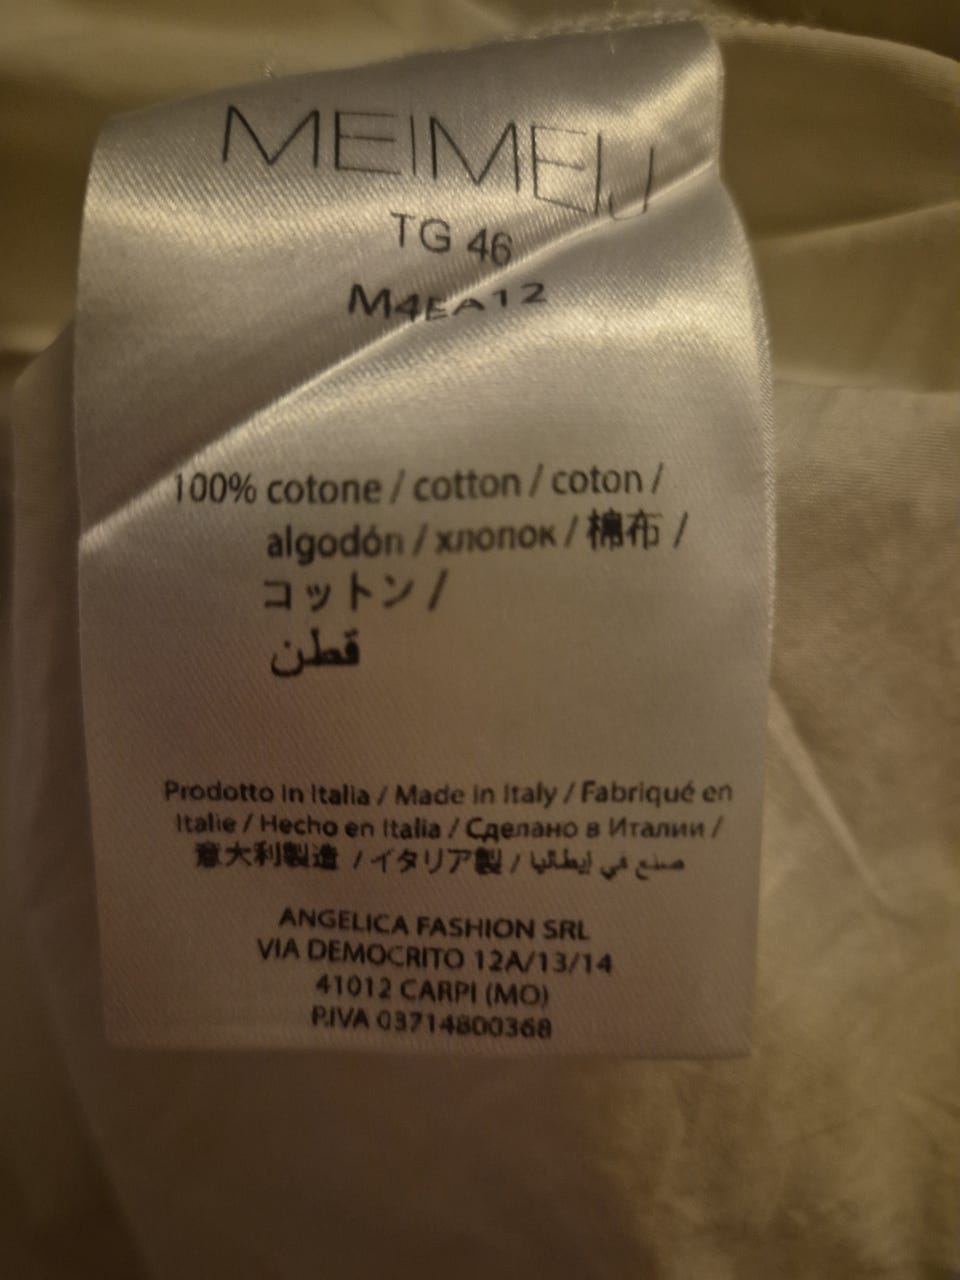 MEIMEIJ
TG 46
M4EA12
100% cotone / cotton / coton /
algodón / хлопок / 棉布 /
コットン /
قطن
Prodotto in Italia / Made in Italy / Fabriqué en
Italie / Hecho en Italia / Сделано в Италии /
意大利製造 / イタリア製 / صنع في إيطاليا
ANGELICA FASHION SRL
VIA DEMOCRITO 12A/13/14
41012 CARPI (MO)
P.IVA 03714800368